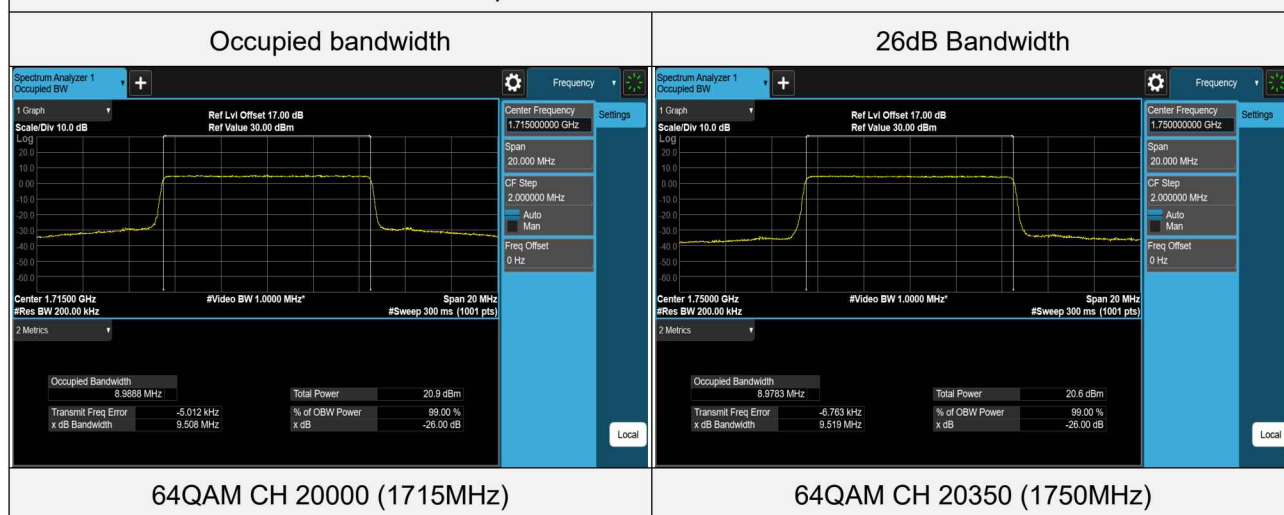 Occupied bandwidth
26dB Bandwidth
Spectrum Analyzer 1
Occupied BW
+
Frequency
1 Graph
Scale/Div 10.0 dB
Ref Lvl Offset 17.00 dB
Ref Value 30.00 dBm
Log
20.0
10.0
0.00
-10.0
-20.0
-30.0
-40.0
-50.0
-60.0
Center 1.71500 GHz
#Res BW 200.00 kHz
#Video BW 1.0000 MHz*
Span 20 MHz
#Sweep 300 ms (1001 pts)
Center Frequency
1.715000000 GHz
Settings
Span
20.000 MHz
CF Step
2.000000 MHz
Auto
Man
Freq Offset
0 Hz
2 Metrics
Occupied Bandwidth
8.9888 MHz
Total Power 20.9 dBm
Transmit Freq Error -5.012 kHz
% of OBW Power 99.00 %
x dB Bandwidth 9.508 MHz
x dB -26.00 dB
Local
Spectrum Analyzer 1
Occupied BW
+
Frequency
1 Graph
Scale/Div 10.0 dB
Ref Lvl Offset 17.00 dB
Ref Value 30.00 dBm
Log
20.0
10.0
0.00
-10.0
-20.0
-30.0
-40.0
-50.0
-60.0
Center 1.75000 GHz
#Res BW 200.00 kHz
#Video BW 1.0000 MHz*
Span 20 MHz
#Sweep 300 ms (1001 pts)
Center Frequency
1.750000000 GHz
Settings
Span
20.000 MHz
CF Step
2.000000 MHz
Auto
Man
Freq Offset
0 Hz
2 Metrics
Occupied Bandwidth
8.9783 MHz
Total Power 20.6 dBm
Transmit Freq Error -6.763 kHz
% of OBW Power 99.00 %
x dB Bandwidth 9.519 MHz
x dB -26.00 dB
Local
64QAM CH 20000 (1715MHz)
64QAM CH 20350 (1750MHz)